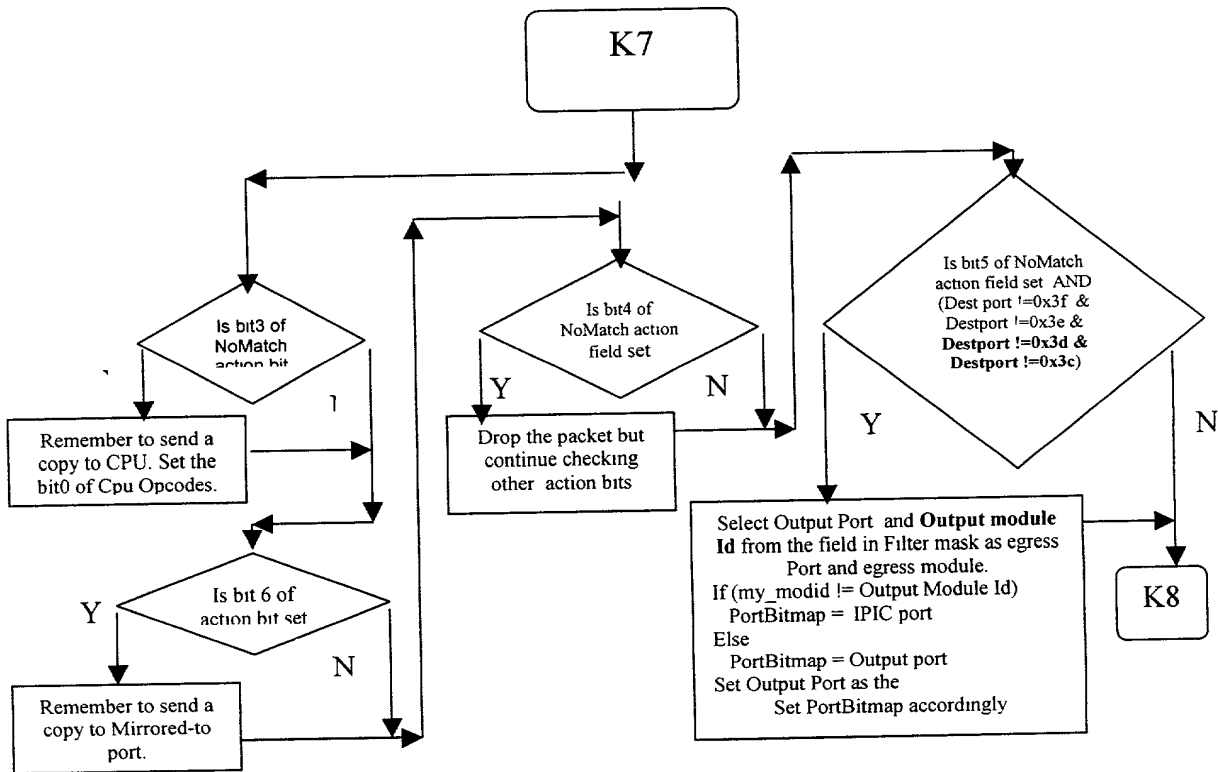 K7
Is bit3 of
NoMatch
action bit
Remember to send a
copy to CPU. Set the
bit0 of Cpu Opcodes.
Is bit 6 of
action bit set
Y
N
Remember to send a
copy to Mirrored-to
port.
Is bit4 of
NoMatch action
field set
Y
N
Drop the packet but
continue checking
other action bits
Is bit5 of NoMatch
action field set AND
(Dest port !=0x3f &
Destport !=0x3e &
Destport !=0x3d &
Destport !=0x3c)
Y
N
Select Output Port and Output module
Id from the field in Filter mask as egress
Port and egress module.
If (my_modid != Output Module Id)
PortBitmap = IPIC port
Else
PortBitmap = Output port
Set Output Port as the
Set PortBitmap accordingly
K8